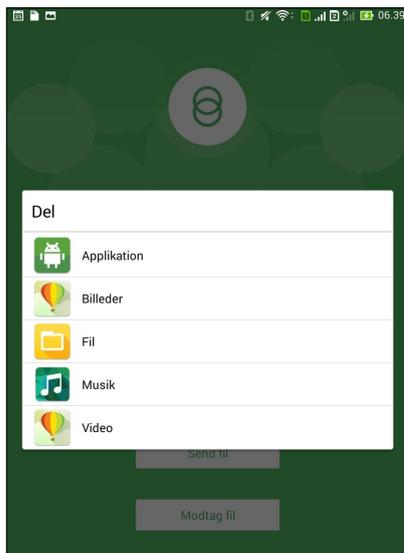 06.39
Del
Applikation
Billeder
Fil
Musik
Video
Send fil
Modtag fil